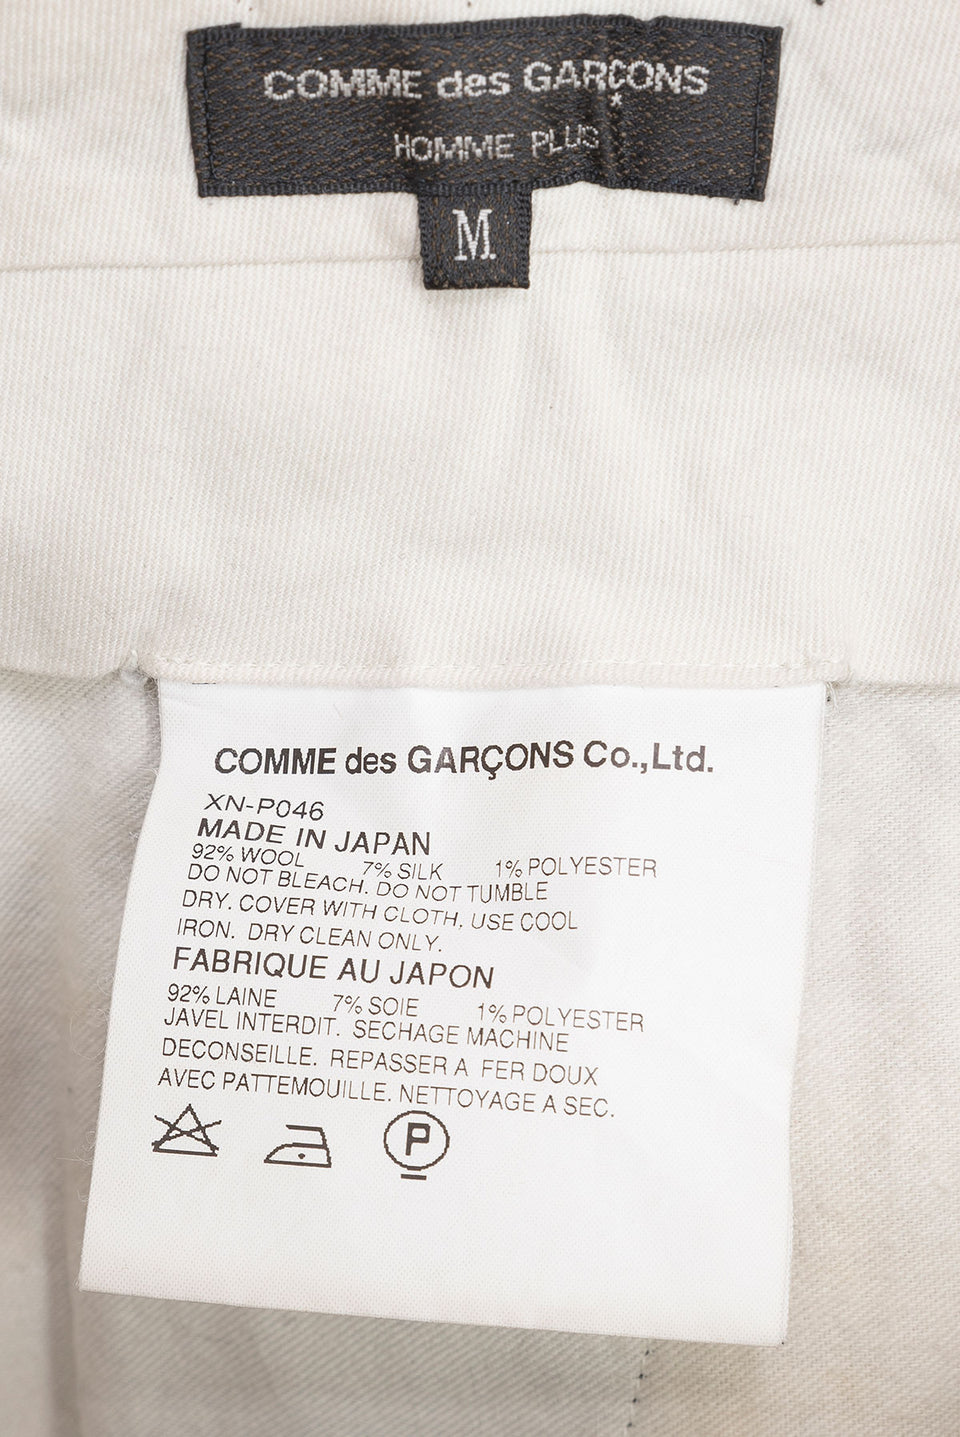 COMME des GARÇONS
HOMME PLUS
M
COMME des GARÇONS Co.,Ltd.
XN-P046
MADE IN JAPAN
92% WOOL 7% SILK 1% POLYESTER
DO NOT BLEACH. DO NOT TUMBLE
DRY. COVER WITH CLOTH, USE COOL
IRON. DRY CLEAN ONLY.
FABRIQUE AU JAPON
92% LAINE 7% SOIE 1% POLYESTER
JAVEL INTERDIT. SECHAGE MACHINE
DECONSEILLE. REPASSER A FER DOUX
AVEC PATTEMOUILLE. NETTOYAGE A SEC.
P